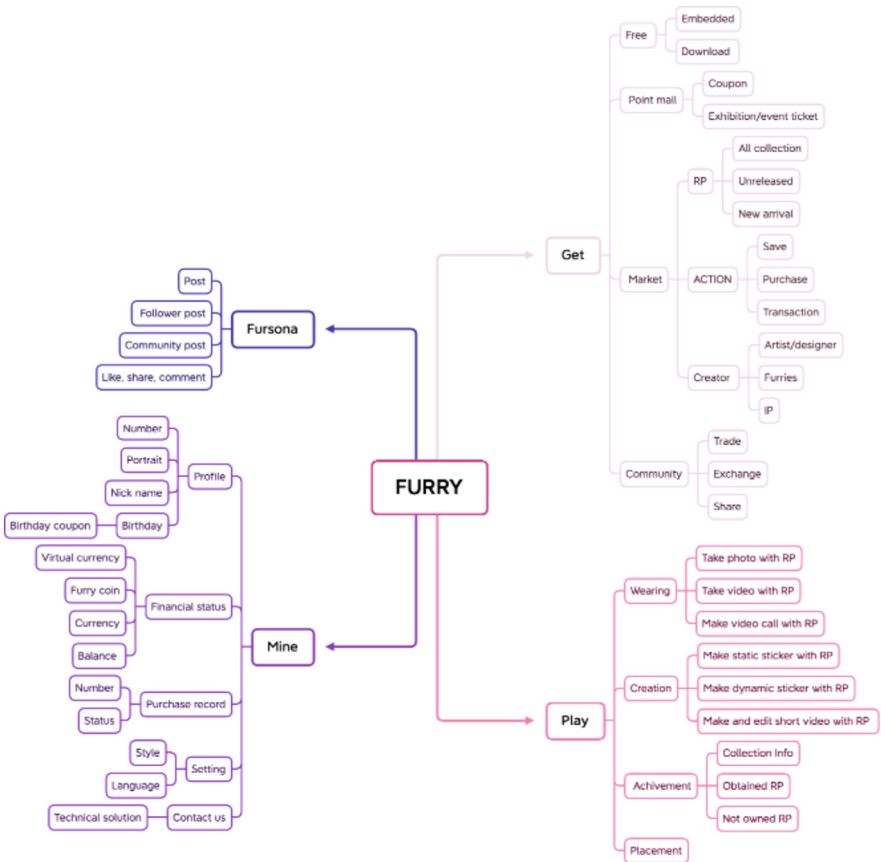 FURRY
Fursona
Post
Follower post
Community post
Like, share, comment
Mine
Profile
Number
Portrait
Nick name
Birthday
Birthday coupon
Financial status
Virtual currency
Furry coin
Currency
Balance
Purchase record
Number
Status
Setting
Style
Language
Contact us
Technical solution
Get
Free
Embedded
Download
Point mall
Coupon
Exhibition/event ticket
Market
RP
All collection
Unreleased
New arrival
ACTION
Save
Purchase
Transaction
Creator
Artist/designer
Furries
IP
Community
Trade
Exchange
Share
Play
Wearing
Take photo with RP
Take video with RP
Make video call with RP
Creation
Make static sticker with RP
Make dynamic sticker with RP
Make and edit short video with RP
Achivement
Collection Info
Obtained RP
Not owned RP
Placement